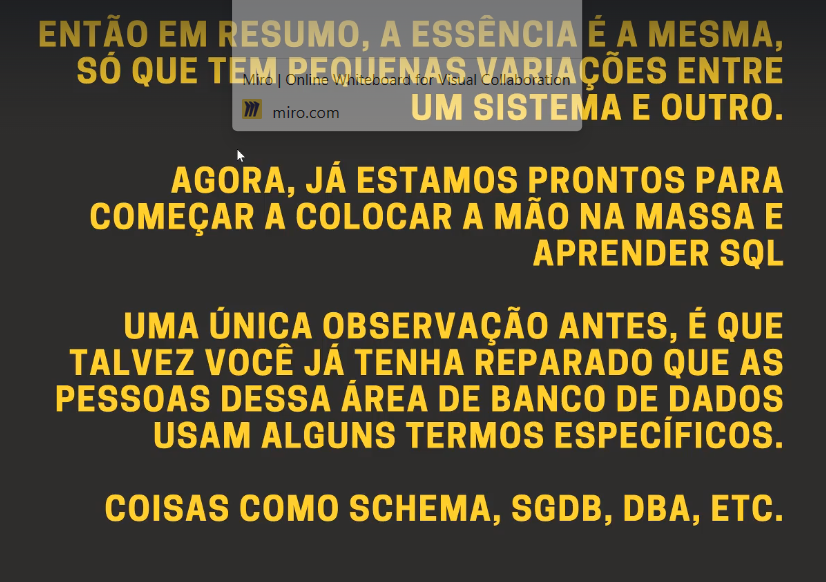 ENTÃO EM RESUMO, A ESSÊNCIA É A MESMA,
SÓ QUE TEM PEQUENAS VARIAÇÕES ENTRE
Miro | Online Whiteboard for Visual Collaboration
UM SISTEMA E OUTRO.
miro.com
AGORA, JÁ ESTAMOS PRONTOS PARA
COMEÇAR A COLOCAR A MÃO NA MASSA E
APRENDER SQL
UMA ÚNICA OBSERVAÇÃO ANTES, É QUE
TALVEZ VOCÊ JÁ TENHA REPARADO QUE AS
PESSOAS DESSA ÁREA DE BANCO DE DADOS
USAM ALGUNS TERMOS ESPECÍFICOS.
COISAS COMO SCHEMA, SGDB, DBA, ETC.